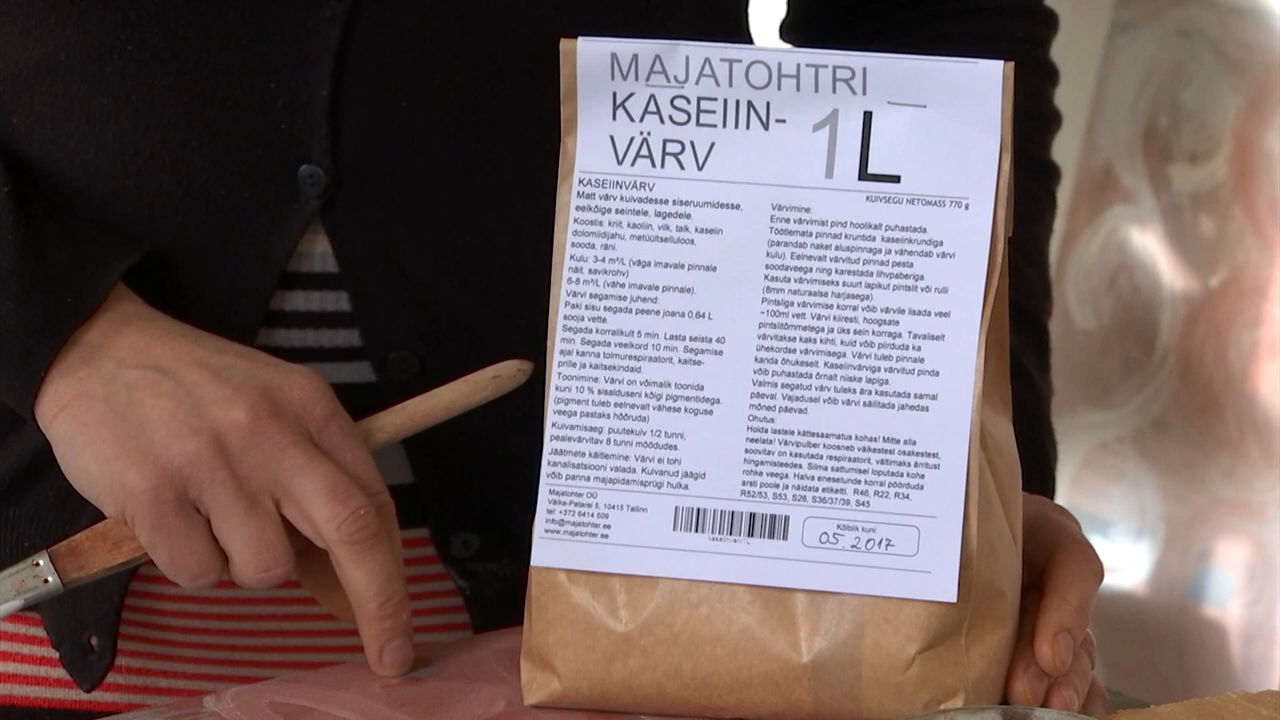 MAJATOHTRI
KASEIIN-
VÄRV
1L
KUIVSEGU NETOMASS 770 g
KASEIINVÄRV
Matt värv kuivadesse siseruumidesse,
eelkõige seintele, lagedele.
Koostis: kriit, kaoliin, vilk, talk, kaseiin
dolomiidijahu, metüültselluloos,
sooda, räni.
Kulu: 3-4 m²/L (väga imavale pinnale
näit. savikrohv)
6-8 m²/L (vähe imavale pinnale).
Värvi segamise juhend:
Paki sisu segada peene joana 0,64 L
sooja vette.
Segada korralikult 5 min. Lasta seista 40
min. Segada veelkord 10 min. Segamise
ajal kanna tolmurespiraatorit, kaitse-
prille ja kaitsekindaid.
Toonimine: Värvi on võimalik toonida
kuni 10 % sisalduseni kõigi pigmentidega.
(pigment tuleb eelnevalt vähese koguse
veega pastaks hõõruda)
Kuivamisaeg: puutekuiv 1/2 tunni,
pealevärvitav 8 tunni möödudes.
Jäätmete käitlemine: Värvi ei tohi
kanalisatsiooni valada. Kuivanud jäägid
võib panna majapidamisprügi hulka.
Värvimine:
Enne värvimist pind hoolikalt puhastada.
Töötlemata pinnad kruntida kaseiinkrundiga
(parandab naket aluspinnaga ja vähendab värvi
kulu). Eelnevalt värvitud pinnad pesta
soodaveega ning karestada lihvpaberiga.
Kasuta värvimiseks suurt lapikut pintslit või rulli
(8mm naturaalse harjasega).
Pintsliga värvimise korral võib värvile lisada veel
~100ml vett. Värvi kiiresti, hoogsate
pintslitõmmetega ja üks sein korraga. Tavaliselt
värvitakse kaks kihti, kuid võib piirduda ka
ühekordse värvimisega. Värvi tuleb pinnale
kanda õhukeselt. Kaseiinvärviga värvitud pinda
võib puhastada õrnalt niiske lapiga.
Valmis segatud värv tuleks ära kasutada samal
päeval. Vajadusel võib värvi säilitada jahedas
mõned päevad.
Ohutus:
Hoida lastele kättesaamatus kohas! Mitte alla
neelata! Värvipulber koosneb väikestest osakestest,
soovitav on kasutada respiraatorit, vältimaks ärritust
hingamisteedes. Silma sattumisel loputada kohe
rohke veega. Halva enesetunde korral pöörduda
arsti poole ja näidata etiketti. R46, R22, R34,
R52/53, S53, S26, S36/37/39, S45
Majatohter OÜ
Väike-Patarei 5, 10415 Tallinn
tel: +372 6414 509
info@majatohter.ee
www.majatohter.ee
Kõlblik kuni:
05. 2017